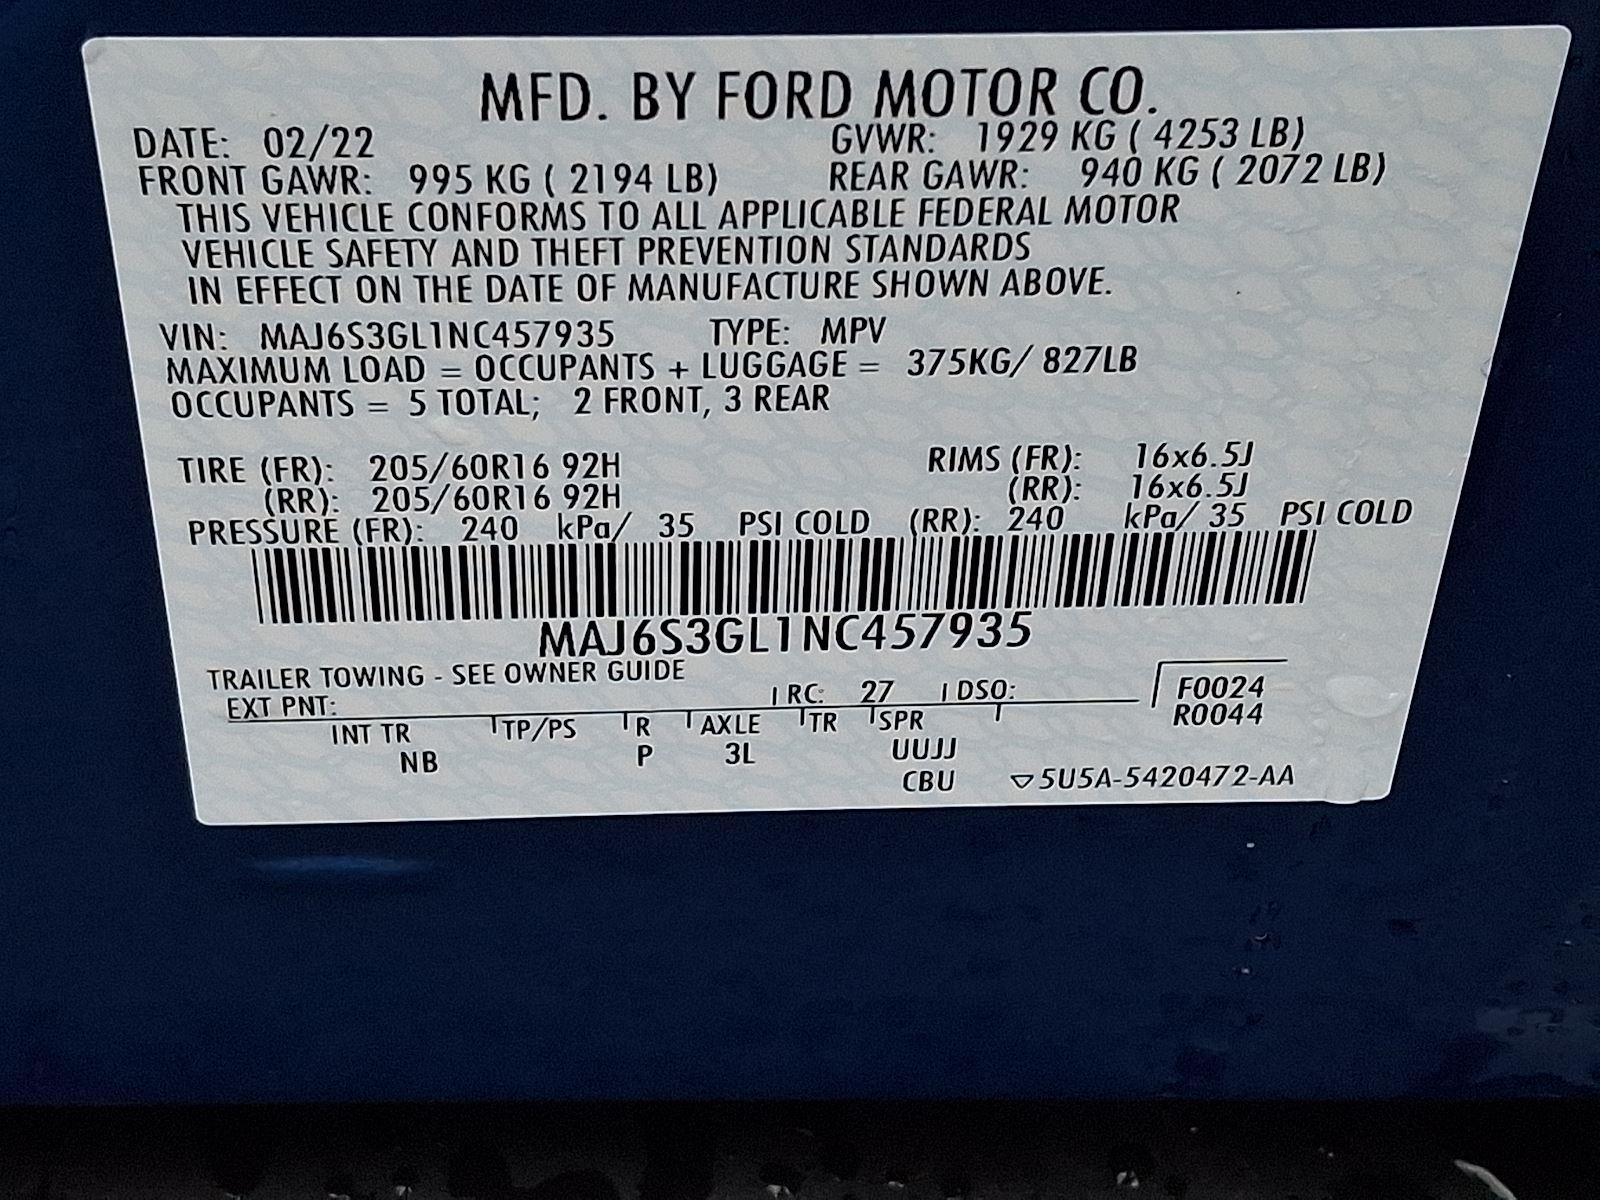 MFD. BY FORD MOTOR CO.
DATE: 02/22 GVWR: 1929 KG ( 4253 LB)
FRONT GAWR: 995 KG ( 2194 LB) REAR GAWR: 940 KG ( 2072 LB)
THIS VEHICLE CONFORMS TO ALL APPLICABLE FEDERAL MOTOR
VEHICLE SAFETY AND THEFT PREVENTION STANDARDS
IN EFFECT ON THE DATE OF MANUFACTURE SHOWN ABOVE.
VIN: MAJ6S3GL1NC457935 TYPE: MPV
MAXIMUM LOAD = OCCUPANTS + LUGGAGE = 375KG/ 827LB
OCCUPANTS = 5 TOTAL; 2 FRONT, 3 REAR
TIRE (FR): 205/60R16 92H RIMS (FR): 16x6.5J
(RR): 205/60R16 92H (RR): 16x6.5J
PRESSURE (FR): 240 kPa/ 35 PSI COLD (RR): 240 kPa/ 35 PSI COLD
MAJ6S3GL1NC457935
TRAILER TOWING - SEE OWNER GUIDE
EXT PNT: RC: 27 DSO: F0024
R0044
INT TR TP/PS R AXLE TR SPR
NB P 3L UUJJ
CBU ▽5U5A-5420472-AA